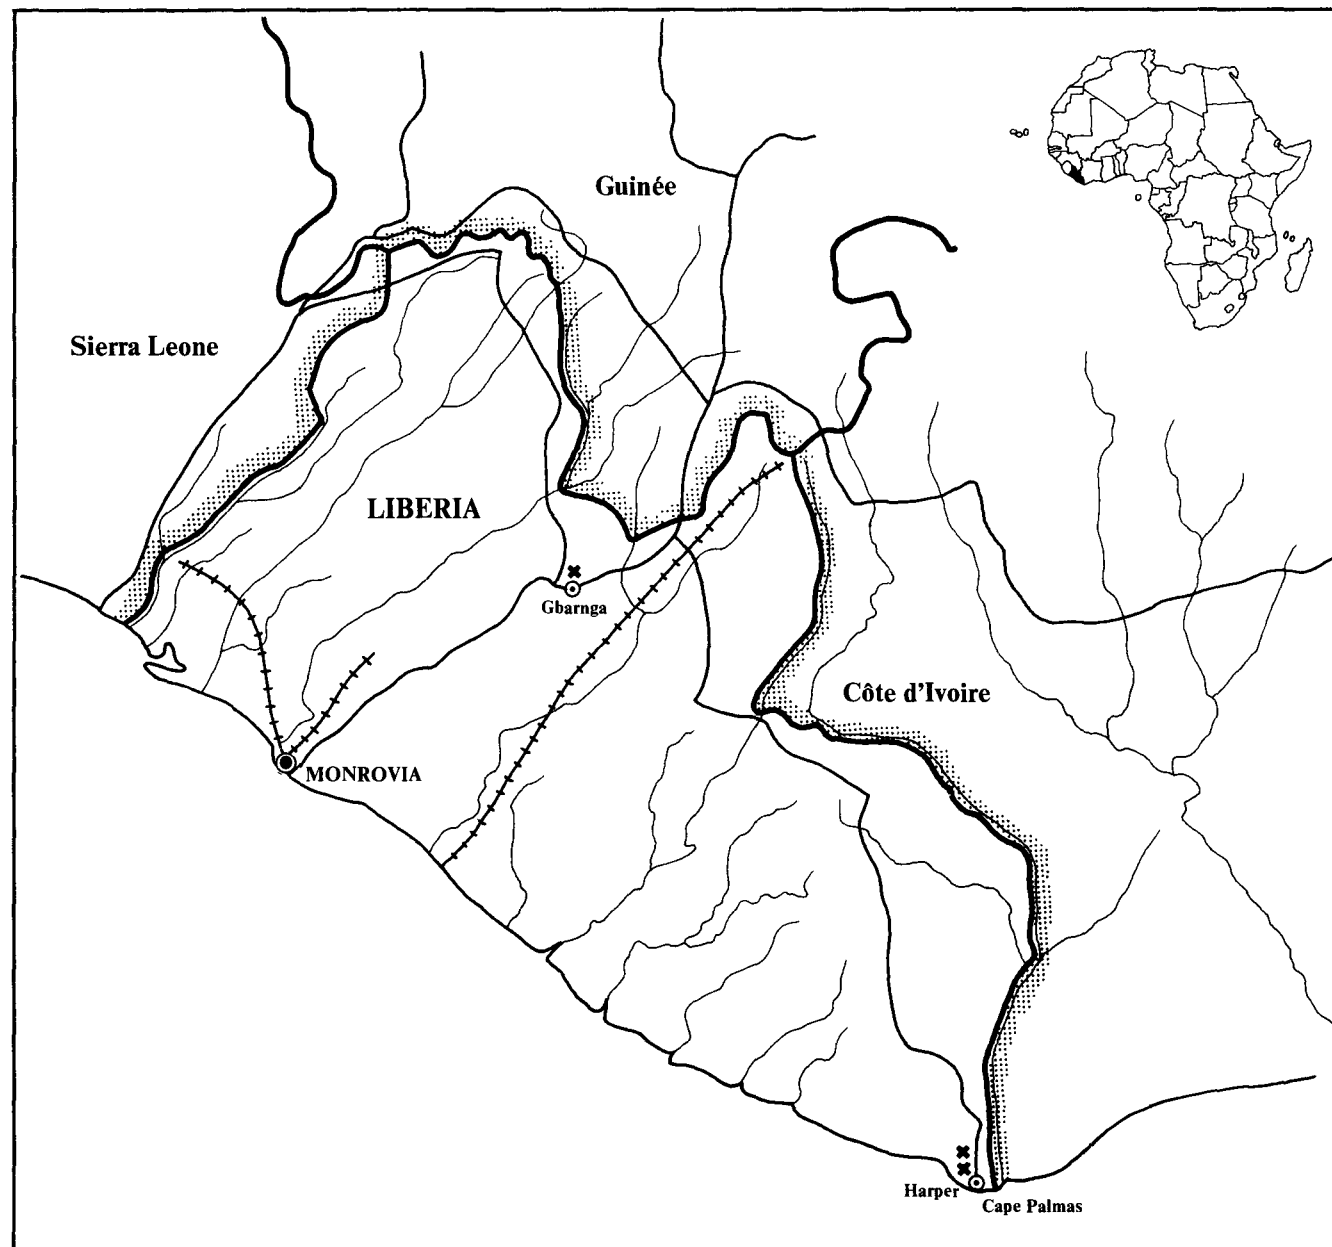 Guinée
Sierra Leone
LIBERIA
Gbarnga
Côte d'Ivoire
MONROVIA
Harper
Cape Palmas